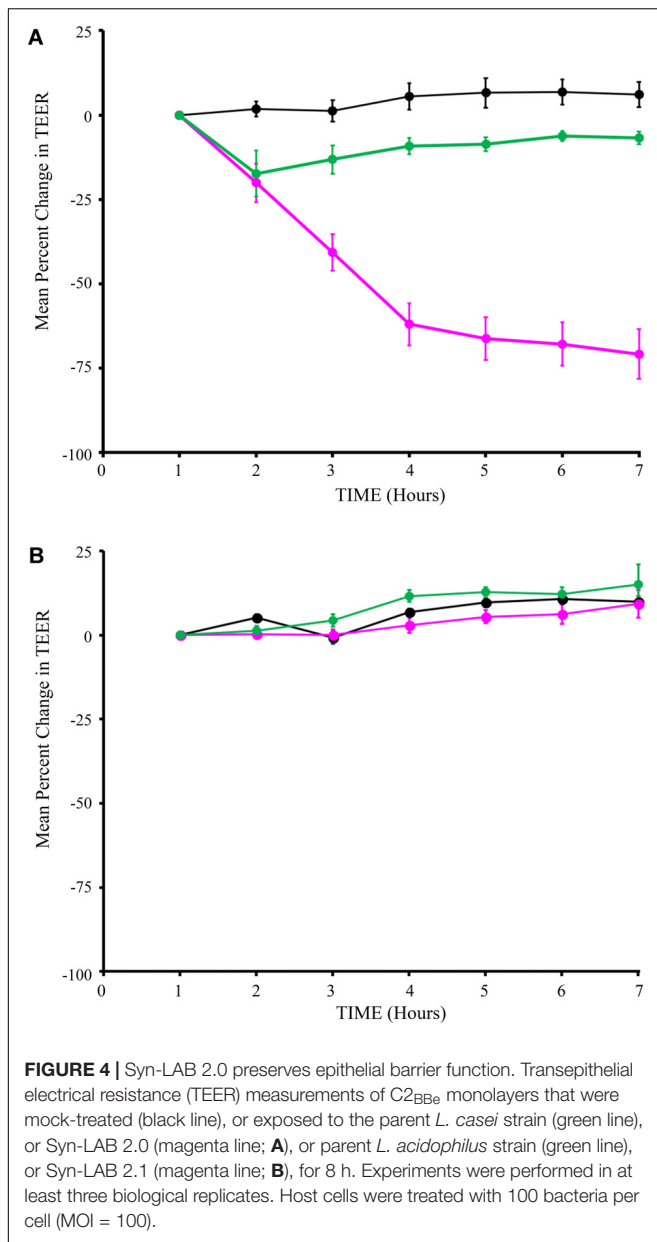 A
25
0
-25
-50
-75
-100
Mean Percent Change in TEER
0 1 2 3 4 5 6 7
TIME (Hours)
B
25
0
-25
-50
-75
-100
Mean Percent Change in TEER
0 1 2 3 4 5 6 7
TIME (Hours)
FIGURE 4 | Syn-LAB 2.0 preserves epithelial barrier function. Transepithelial
electrical resistance (TEER) measurements of C2BBe monolayers that were
mock-treated (black line), or exposed to the parent L. casei strain (green line),
or Syn-LAB 2.0 (magenta line; A), or parent L. acidophilus strain (green line),
or Syn-LAB 2.1 (magenta line; B), for 8 h. Experiments were performed in at
least three biological replicates. Host cells were treated with 100 bacteria per
cell (MOI = 100).